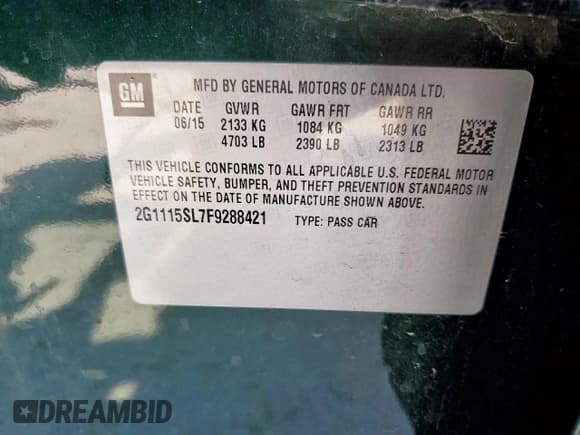 GM
MFD BY GENERAL MOTORS OF CANADA LTD.
DATE GVWR GAWR FRT GAWR RR
06/15 2133 KG 1084 KG 1049 KG
4703 LB 2390 LB 2313 LB
THIS VEHICLE CONFORMS TO ALL APPLICABLE U.S. FEDERAL MOTOR
VEHICLE SAFETY, BUMPER, AND THEFT PREVENTION STANDARDS IN
EFFECT ON THE DATE OF MANUFACTURE SHOWN ABOVE.
2G1115SL7F9288421 TYPE: PASS CAR
DREAMBID